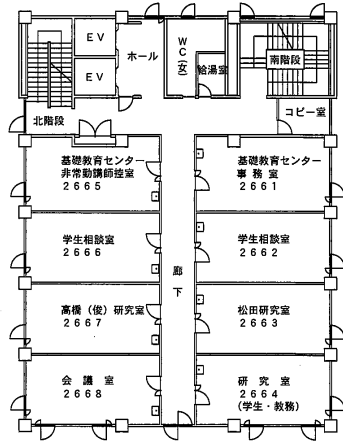 EV
EV
ホール
WC(女)
給湯室
南階段
コピー室
北階段
基礎教育センター
非常勤講師控室
2665
基礎教育センター
事務室
2661
学生相談室
2666
学生相談室
2662
廊下
高橋(俊)研究室
2667
松田研究室
2663
会議室
2668
研究室
2664
(学生・教務)